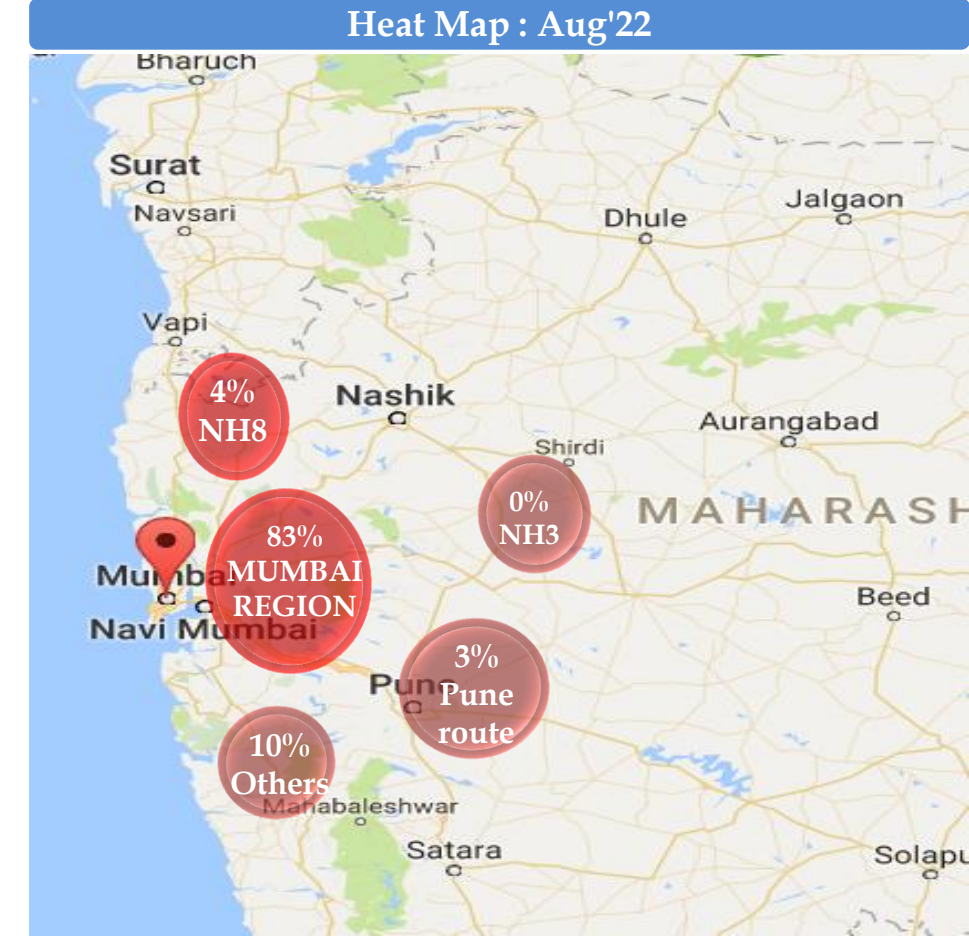 Heat Map : Aug'22
Bharuch
Surat
Navsari
Dhule
Jalgaon
Vapi
4%
NH8
Nashik
Aurangabad
Shirdi
0%
NH3
MAHARASH
83%
MUMBAI
REGION
Mumba
Navi Mumbai
Beed
3%
Pune
Pune
route
10%
Others
Mahabaleshwar
Satara
Solapu